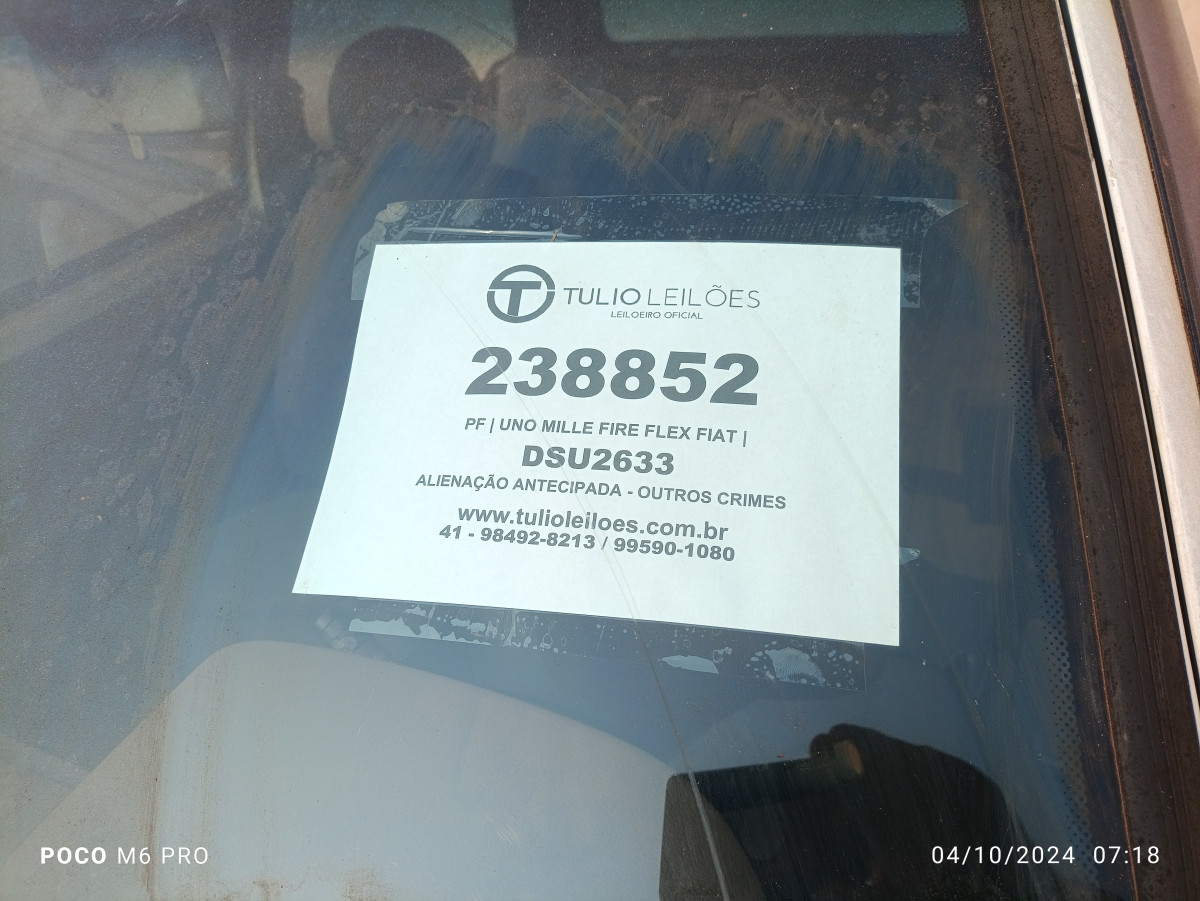 TULIO LEILÕES
LEILOEIRO OFICIAL
238852
PF | UNO MILLE FIRE FLEX FIAT |
DSU2633
ALIENAÇÃO ANTECIPADA - OUTROS CRIMES
www.tulioleiloes.com.br
41 - 98492-8213 / 99590-1080
POCO M6 PRO
04/10/2024 07:18